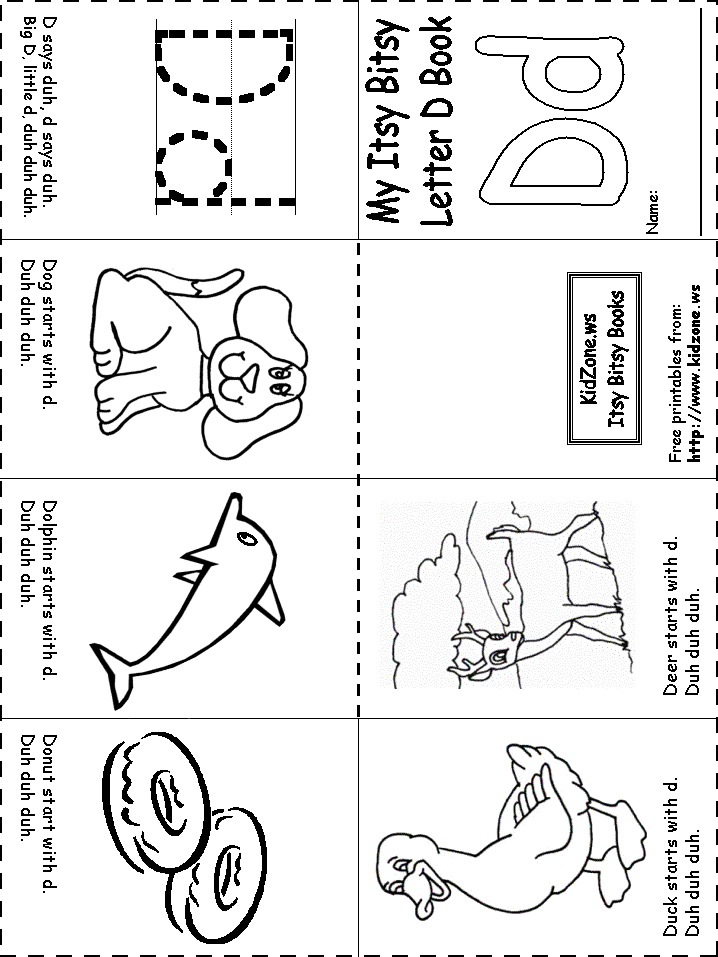 My Itsy Bitsy
Letter D Book
Dd
Name:
D d
D says duh, d says duh.
Big D, little d, duh duh duh.
Dog starts with d.
Duh duh duh.
Dolphin starts with d.
Duh duh duh.
Donut start with d.
Duh duh duh.
Duck starts with d.
Duh duh duh.
Deer starts with d.
Duh duh duh.
KidZone.ws
Itsy Bitsy Books
Free printables from:
http://www.kidzone.ws